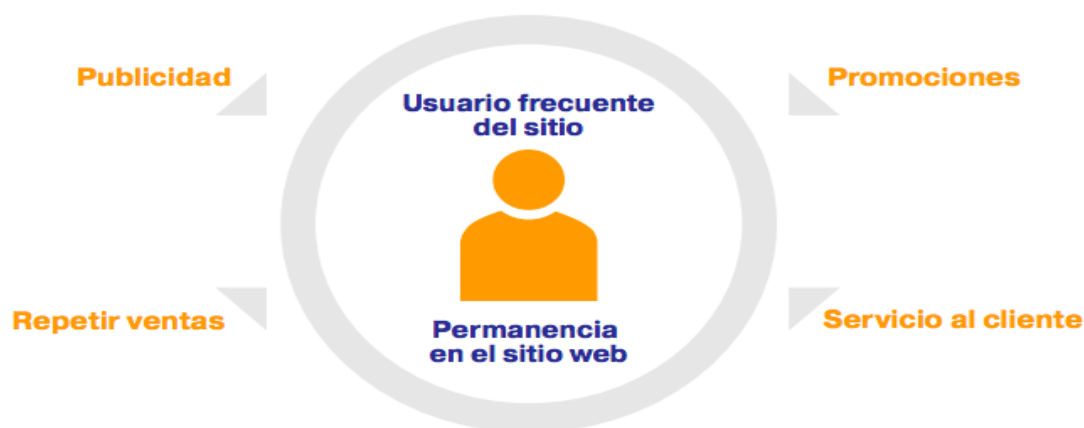 Publicidad
Promociones
Usuario frecuente
del sitio
Repetir ventas
Servicio al cliente
Permanencia
en el sitio web